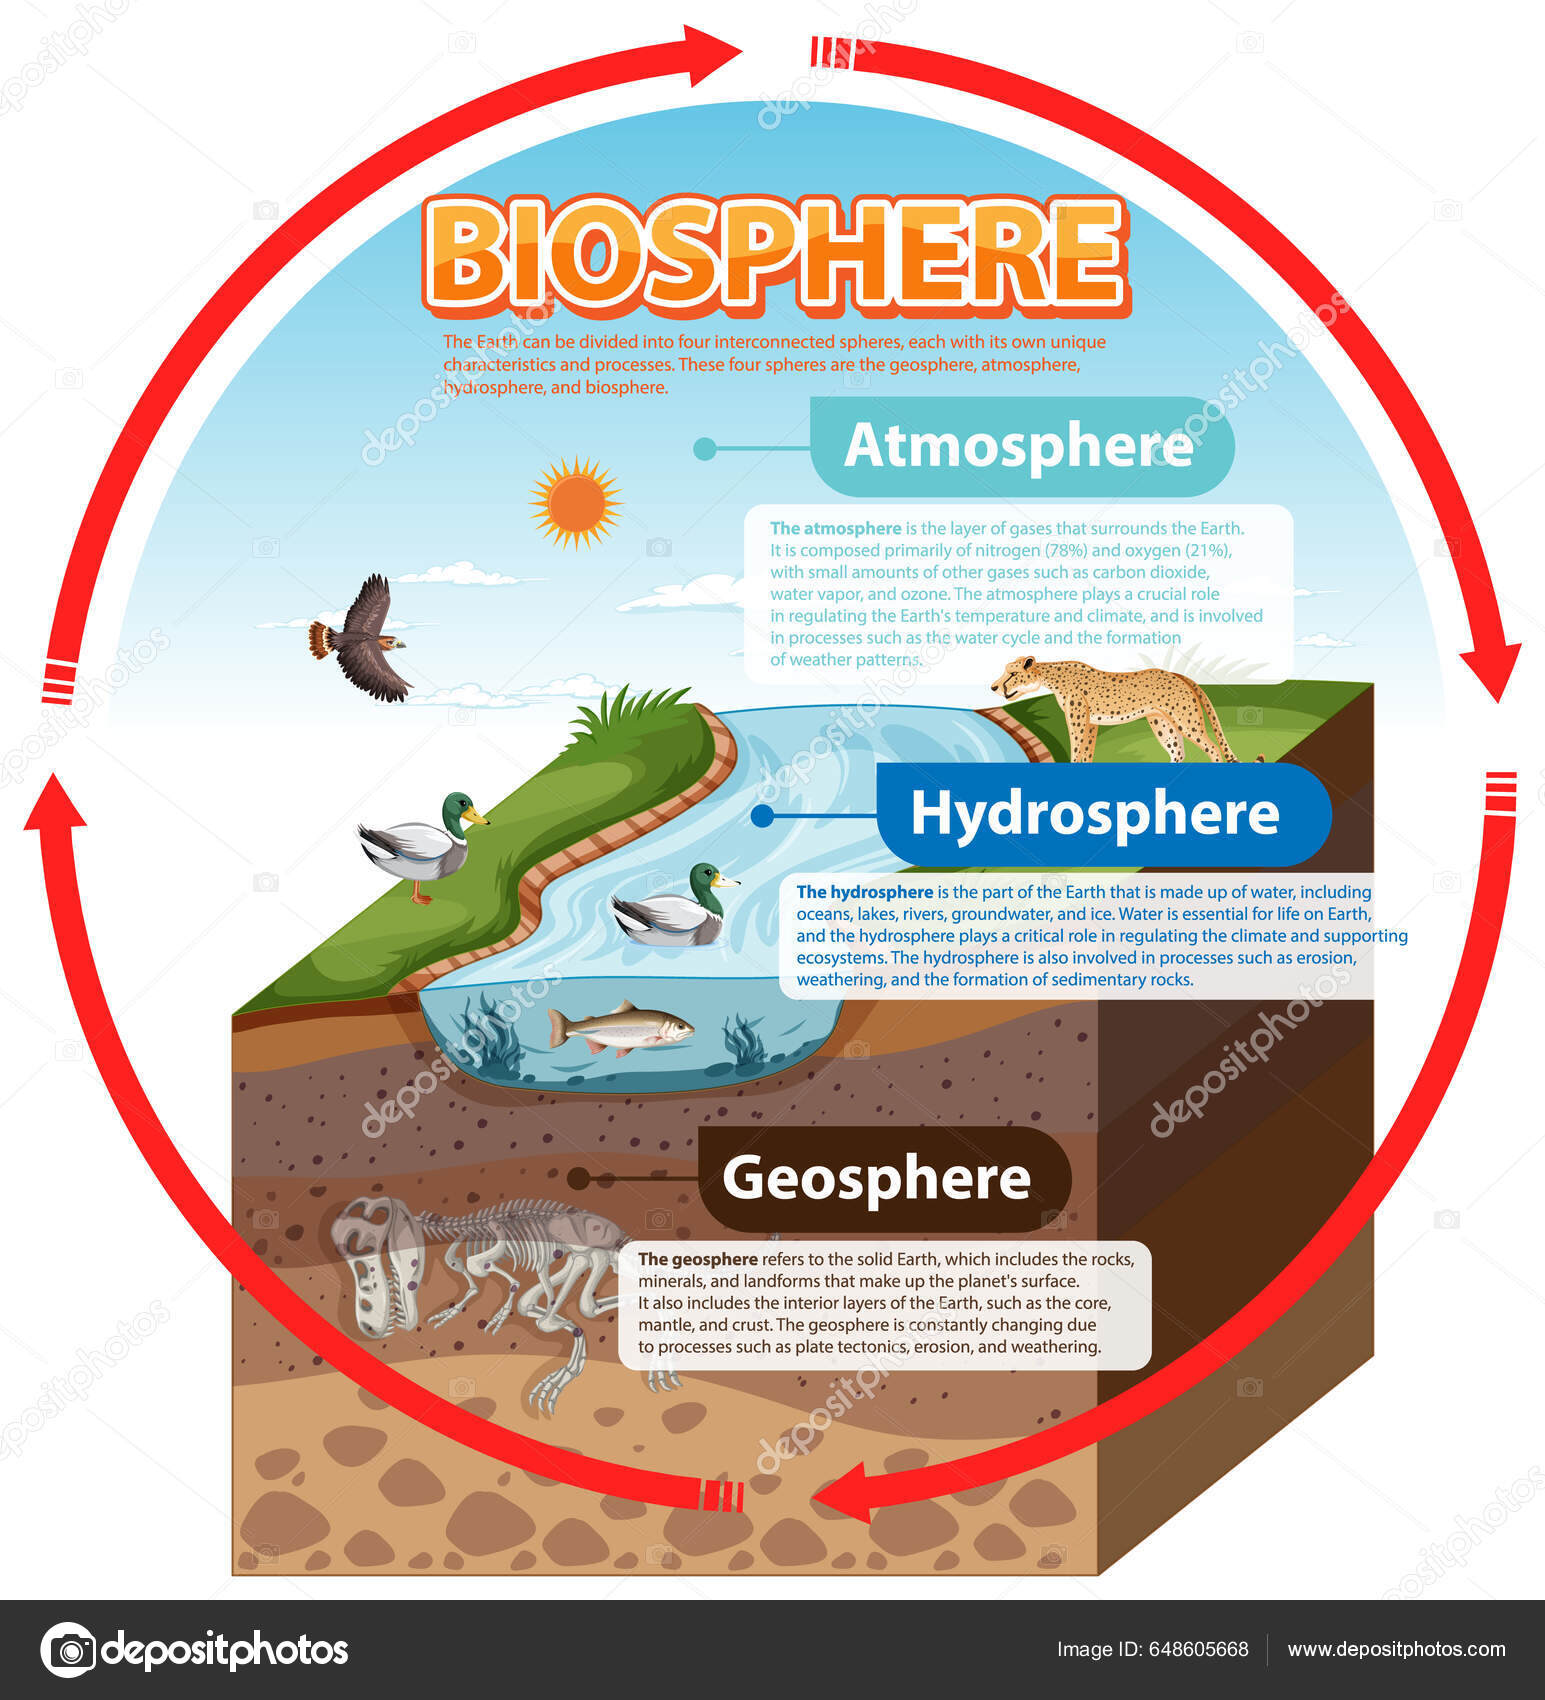 BIOSPHERE
The Earth can be divided into four interconnected spheres, each with its own unique
characteristics and processes. These four spheres are the geosphere, atmosphere,
hydrosphere, and biosphere.
Atmosphere
The atmosphere is the layer of gases that surrounds the Earth.
It is composed primarily of nitrogen (78%) and oxygen (21%),
with small amounts of other gases such as carbon dioxide,
water vapor, and ozone. The atmosphere plays a crucial role
in regulating the Earth's temperature and climate, and is involved
in processes such as the water cycle and the formation
of weather patterns.
Hydrosphere
The hydrosphere is the part of the Earth that is made up of water, including
oceans, lakes, rivers, groundwater, and ice. Water is essential for life on Earth,
and the hydrosphere plays a critical role in regulating the climate and supporting
ecosystems. The hydrosphere is also involved in processes such as erosion,
weathering, and the formation of sedimentary rocks.
Geosphere
The geosphere refers to the solid Earth, which includes the rocks,
minerals, and landforms that make up the planet's surface.
It also includes the interior layers of the Earth, such as the core,
mantle, and crust. The geosphere is constantly changing due
to processes such as plate tectonics, erosion, and weathering.
depositphotos
Image ID: 648605668
www.depositphotos.com